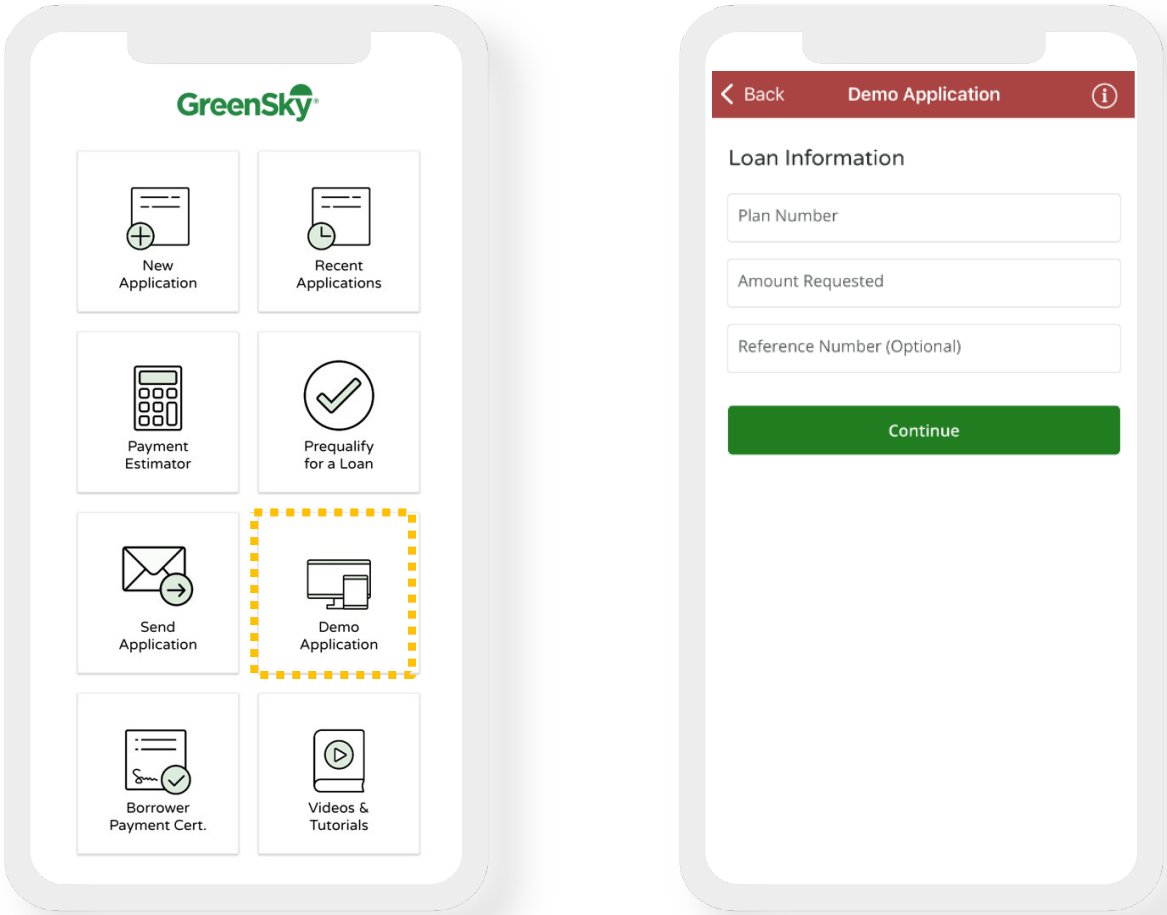 GreenSky®
New
Application
Recent
Applications
Payment
Estimator
Prequalify
for a Loan
Send
Application
Demo
Application
Borrower
Payment Cert.
Videos &
Tutorials
Back Demo Application i
Loan Information
Plan Number
Amount Requested
Reference Number (Optional)
Continue